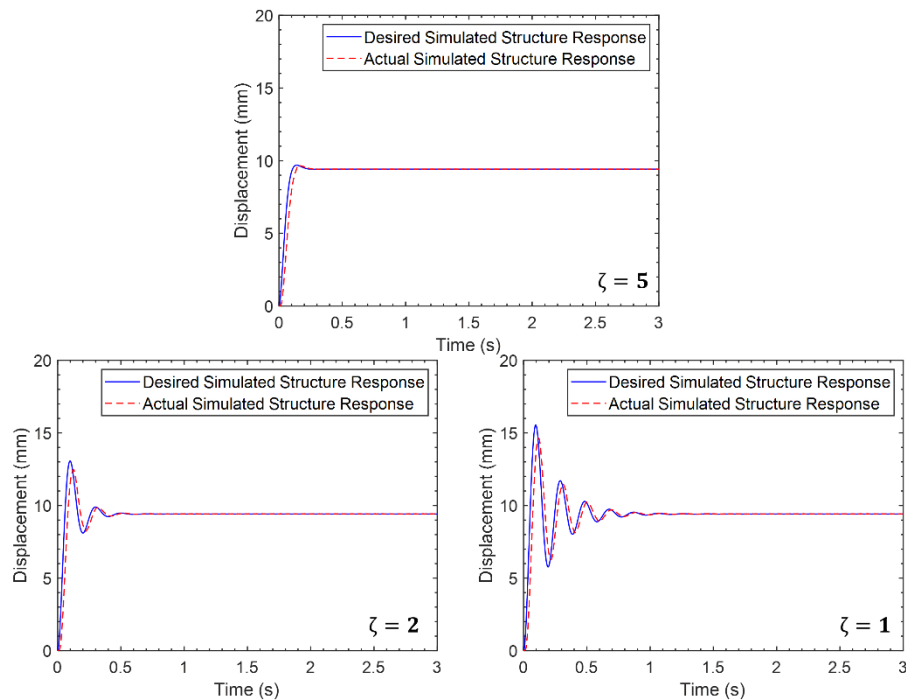 20
15
10
5
0
Displacement (mm)
Desired Simulated Structure Response
Actual Simulated Structure Response
ζ = 5
0 0.5 1 1.5 2 2.5 3
Time (s)
20
15
10
5
0
Displacement (mm)
Desired Simulated Structure Response
Actual Simulated Structure Response
ζ = 2
0 0.5 1 1.5 2 2.5 3
Time (s)
20
15
10
5
0
Displacement (mm)
Desired Simulated Structure Response
Actual Simulated Structure Response
ζ = 1
0 0.5 1 1.5 2 2.5 3
Time (s)